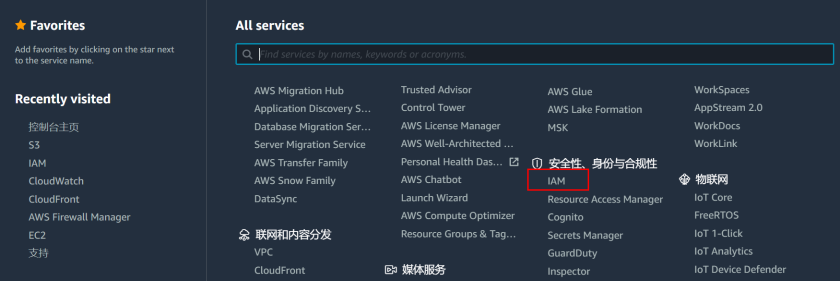 Favorites
Add favorites by clicking on the star next
to the service name.
Recently visited
控制台主页
S3
IAM
CloudWatch
CloudFront
AWS Firewall Manager
EC2
支持
All services
Find services by names, keywords or acronyms.
AWS Migration Hub
Application Discovery S...
Database Migration Ser...
Server Migration Service
AWS Transfer Family
AWS Snow Family
DataSync
联网和内容分发
VPC
CloudFront
Trusted Advisor
Control Tower
AWS License Manager
AWS Well-Architected ...
Personal Health Das...
AWS Chatbot
Launch Wizard
AWS Compute Optimizer
Resource Groups & Tag...
媒体服务
AWS Glue
AWS Lake Formation
MSK
安全性、身份与合规性
IAM
Resource Access Manager
Cognito
Secrets Manager
GuardDuty
Inspector
WorkSpaces
AppStream 2.0
WorkDocs
WorkLink
物联网
IoT Core
FreeRTOS
IoT 1-Click
IoT Analytics
IoT Device Defender